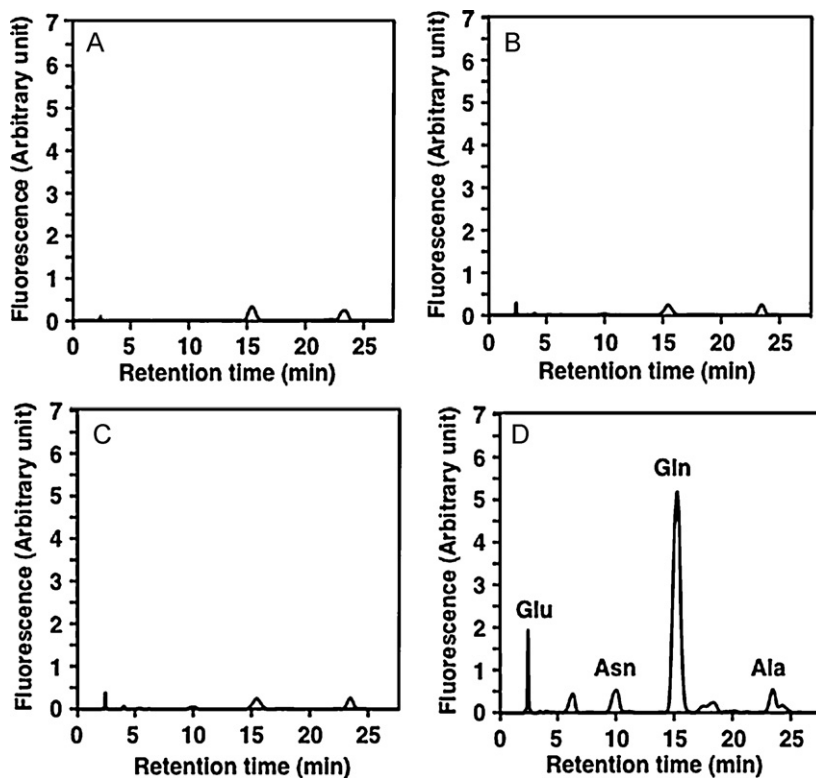 A
Fluorescence (Arbitrary unit)
7
6
5
4
3
2
1
0
0 5 10 15 20 25
Retention time (min)
B
Fluorescence (Arbitrary unit)
7
6
5
4
3
2
1
0
0 5 10 15 20 25
Retention time (min)
C
Fluorescence (Arbitrary unit)
7
6
5
4
3
2
1
0
0 5 10 15 20 25
Retention time (min)
D
Fluorescence (Arbitrary unit)
7
6
5
4
3
2
1
0
Gln
Glu
Asn
Ala
0 5 10 15 20 25
Retention time (min)